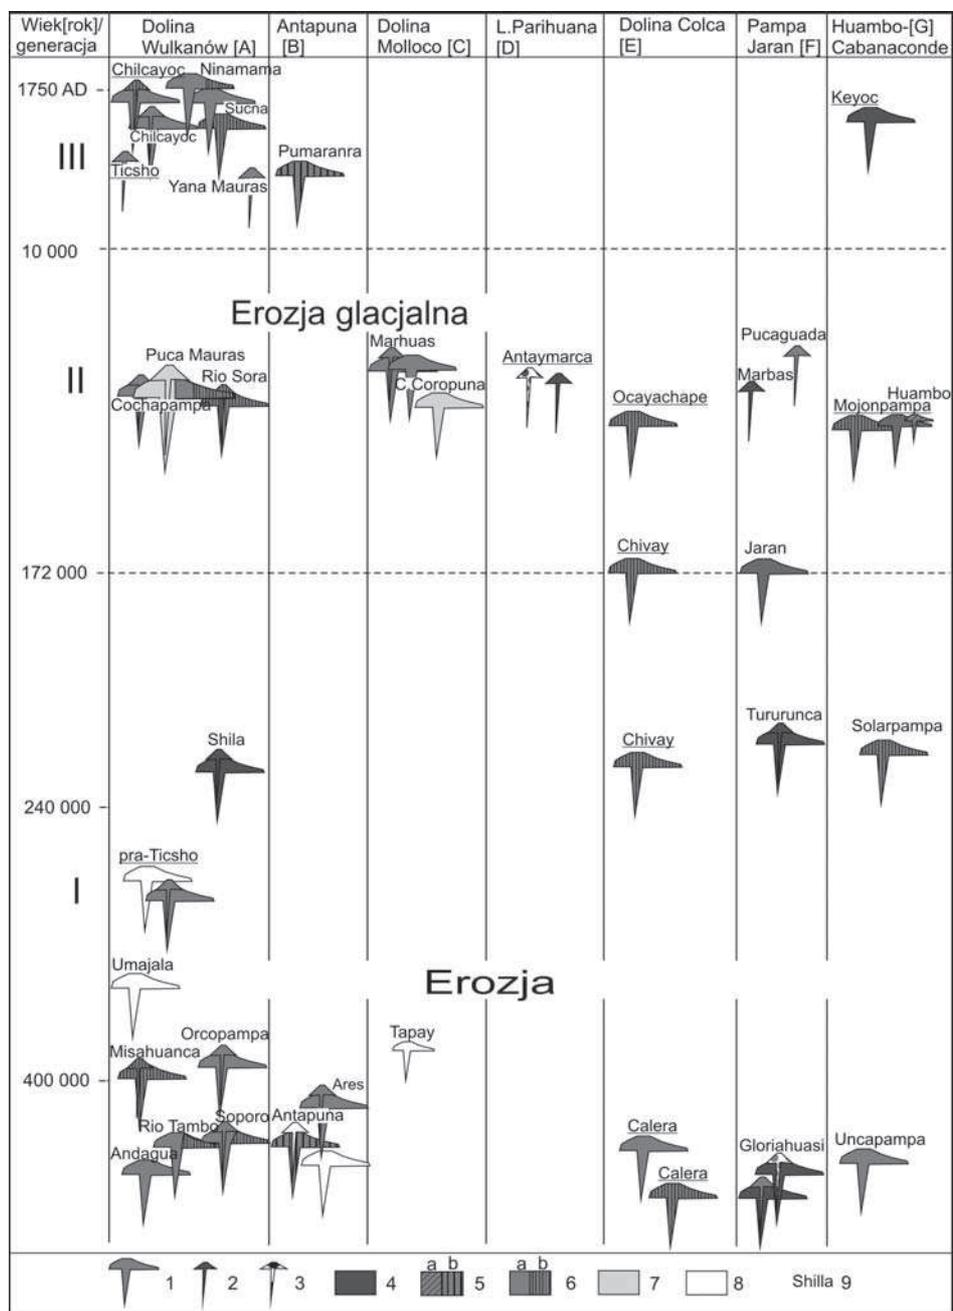 Wiek[rok]/
generacja
Dolina
Wulkanów [A]
Antapuna
[B]
Dolina
Molloco [C]
L.Parihuana
[D]
Dolina Colca
[E]
Pampa
Jaran [F]
Huambo-[G]
Cabanaconde
1750 AD
Chilcayoc Ninamama
Keyoc
Sucna
Chilcayoc
III
Pumaranra
Ticsho
Yana Mauras
10 000
Erozja glacjalna
Marhuas
Pucaguada
Puca Mauras
Antaymarca
II
Rio Sora
C.Coropuna
Marbas
Huambo
Cochapampa
Ocayachape
Mojonpampa
Chivay
Jaran
172 000
Shila
Chivay
Tururunca
Solarpampa
240 000
pra-Ticsho
I
Umajala
Erozja
Orcopampa
Tapay
Misahuanca
400 000
Ares
Rio Tambo
Soporo
Antapuna
Calera
Gloriahuasi
Uncapampa
Andagua
Calera
a b
a b
1
2
3
4
5
6
7
8
Shilla 9